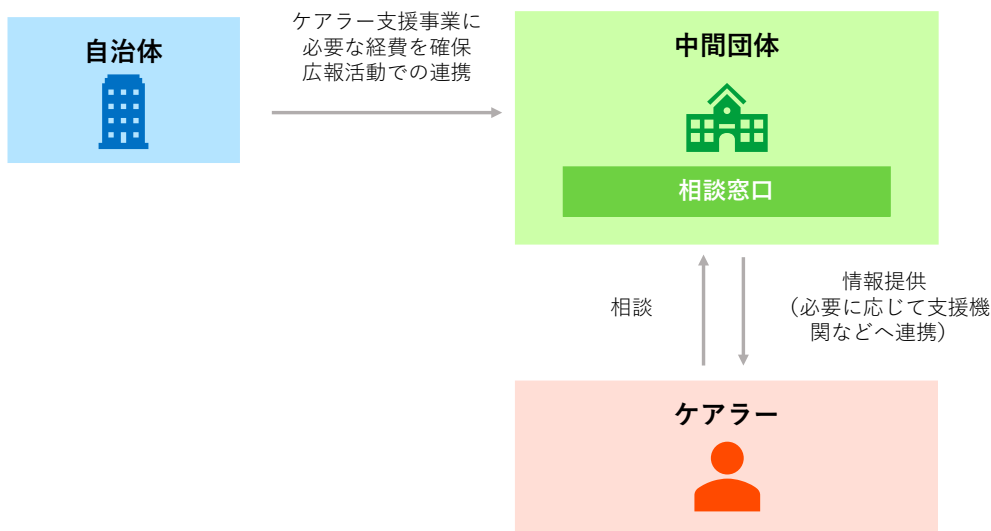 自治体
ケアラー支援事業に
必要な経費を確保
広報活動での連携
中間団体
相談窓口
相談
情報提供
（必要に応じて支援機
関などへ連携）
ケアラー